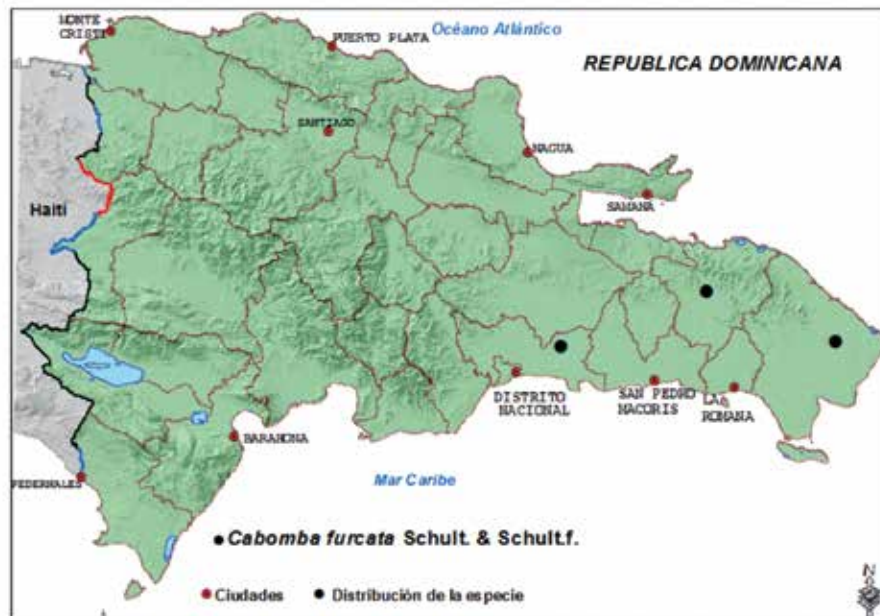 MONTE
CRISTI
PUERTO PLATA
Océano Atlántico
REPUBLICA DOMINICANA
SANTIAGO
NAGUA
SAMANA
Haiti
DISTRITO
NACIONAL
SAN PEDRO
MACORIS
LA
ROMANA
BARAHONA
PEDERNALES
Mar Caribe
Cabomba furcata Schult. & Schult.f.
Ciudades
Distribución de la especie
N